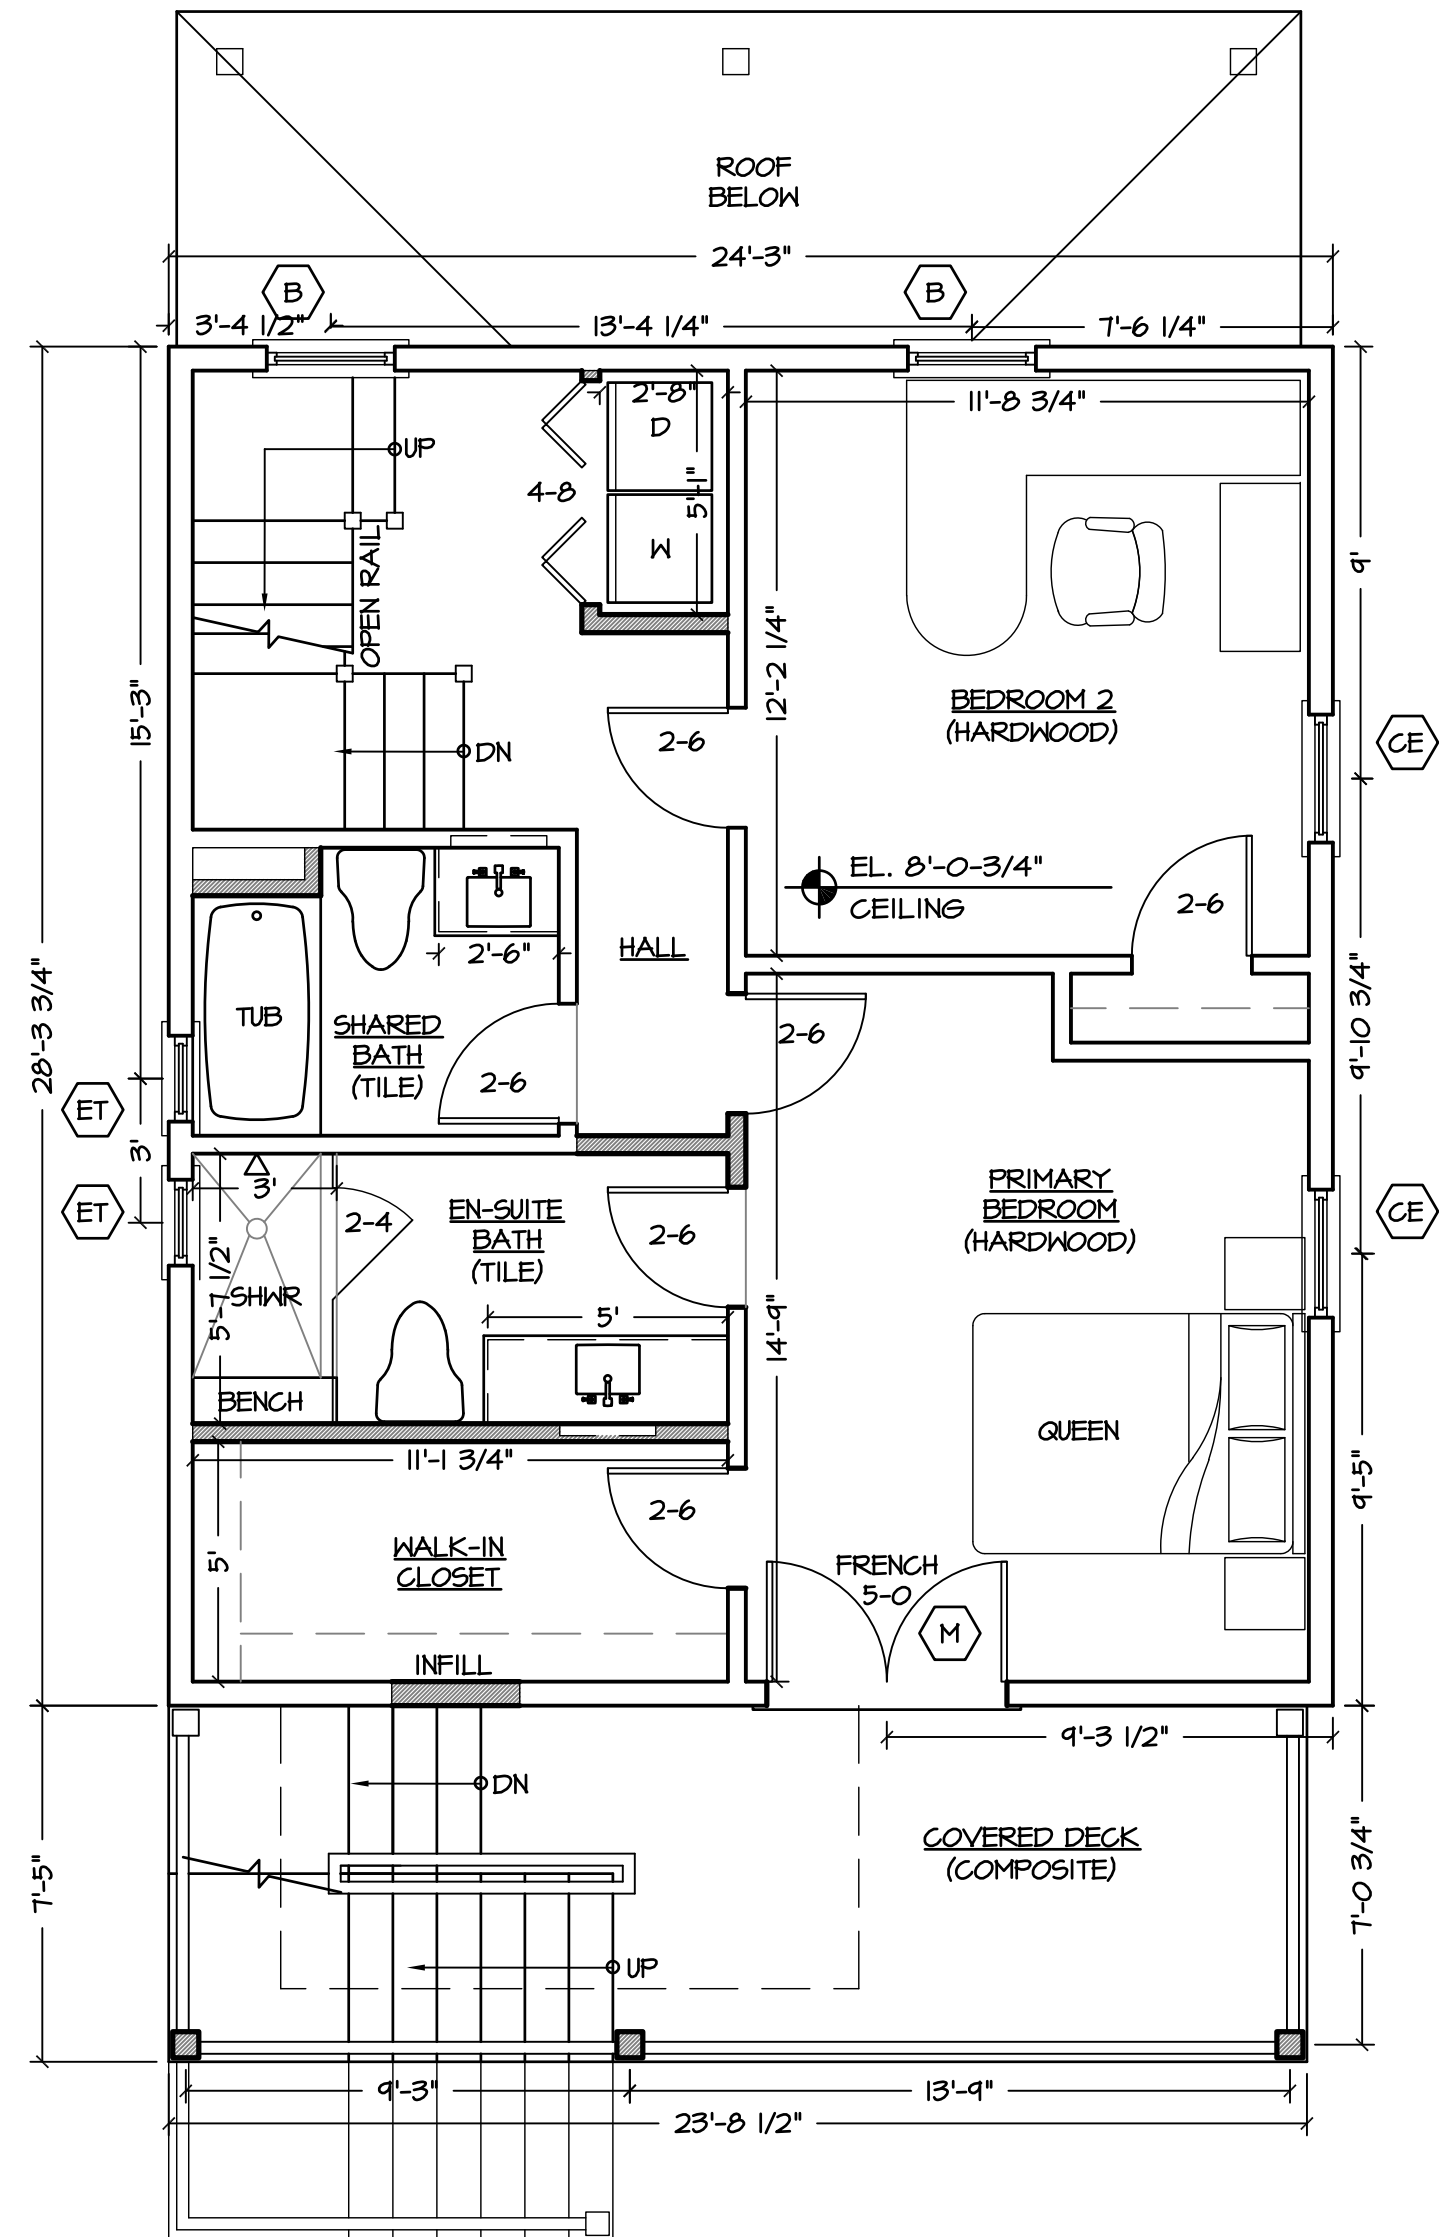 ROOF
BELOW
24'-3"
B
B
3'-4 1/2"
13'-4 1/4"
7'-6 1/4"
2'-8"
11'-8 3/4"
D
UP
4-8
5'-1"
W
OPEN RAIL
9'
12'-2 1/4"
15'-3"
BEDROOM 2
(HARDWOOD)
2-6
CE
DN
EL. 8'-0-3/4"
CEILING
2-6
HALL
2'-6"
28'-3 3/4"
TUB
SHARED
BATH
(TILE)
2-6
2-6
9'-10 3/4"
ET
3'
3'
ET
2-4
EN-SUITE
BATH
(TILE)
2-6
PRIMARY
BEDROOM
(HARDWOOD)
CE
5'-7 1/2"
SHWR
5'
14'-9"
BENCH
QUEEN
11'-1 3/4"
9'-5"
2-6
WALK-IN
CLOSET
5'
FRENCH
5-0
M
INFILL
9'-3 1/2"
DN
COVERED DECK
(COMPOSITE)
7'-5"
7'-0 3/4"
UP
9'-3"
13'-9"
23'-8 1/2"